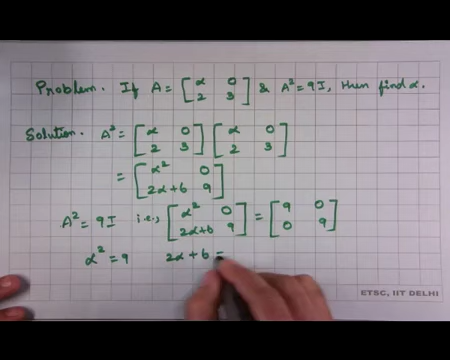 Problem. If A = [α 0 2 3] & A² = 9I, then find α.
Solution. A² = [α 0 2 3] [α 0 2 3]
= [α² 0 2α+6 9]
A² = 9I i.e., [α² 0 2α+6 9] = [9 0 0 9]
α² = 9 2α + 6 =
ETSC, IIT DELHI